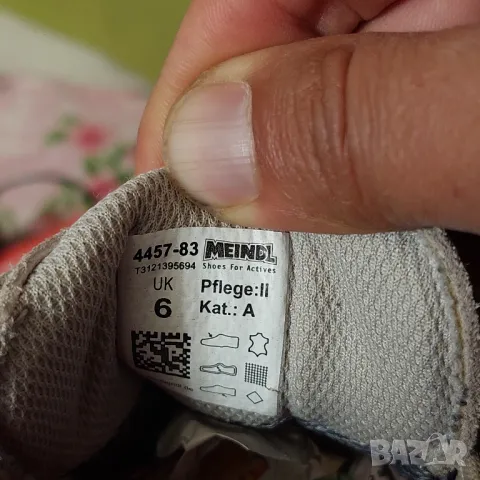 4457-83 MEINDL
T3121395694 Shoes For Actives
UK Pflege:II
6 Kat.: A
BAZAR